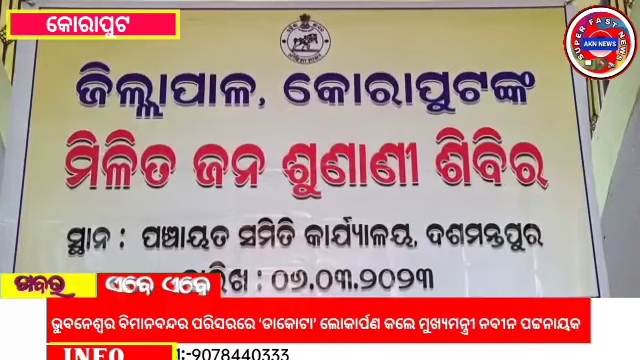 କୋରାପୁଟ
SUPER FAST NEWS
AKN NEWS
ଜିଲ୍ଲାପାଳ, କୋରାପୁଟଙ୍କ
ମିଳିତ ଜନ ଶୁଣାଣୀ ଶିବିର
ସ୍ଥାନ : ପଞ୍ଚାୟତ ସମିତି କାର୍ଯ୍ୟାଳୟ, ଦଶମନ୍ତପୁର
: ୦୬.୦୩.୨୦୨୩
ଖବର ଏବେ ଏବେ
ଭୁବନେଶ୍ୱର ବିମାନବନ୍ଦର ପରିସରରେ ‘ଡାକୋଟା’ ଲୋକାର୍ପଣ କଲେ ମୁଖ୍ୟମନ୍ତ୍ରୀ ନବୀନ ପଟ୍ଟନାୟକ
INFO :-9078440333